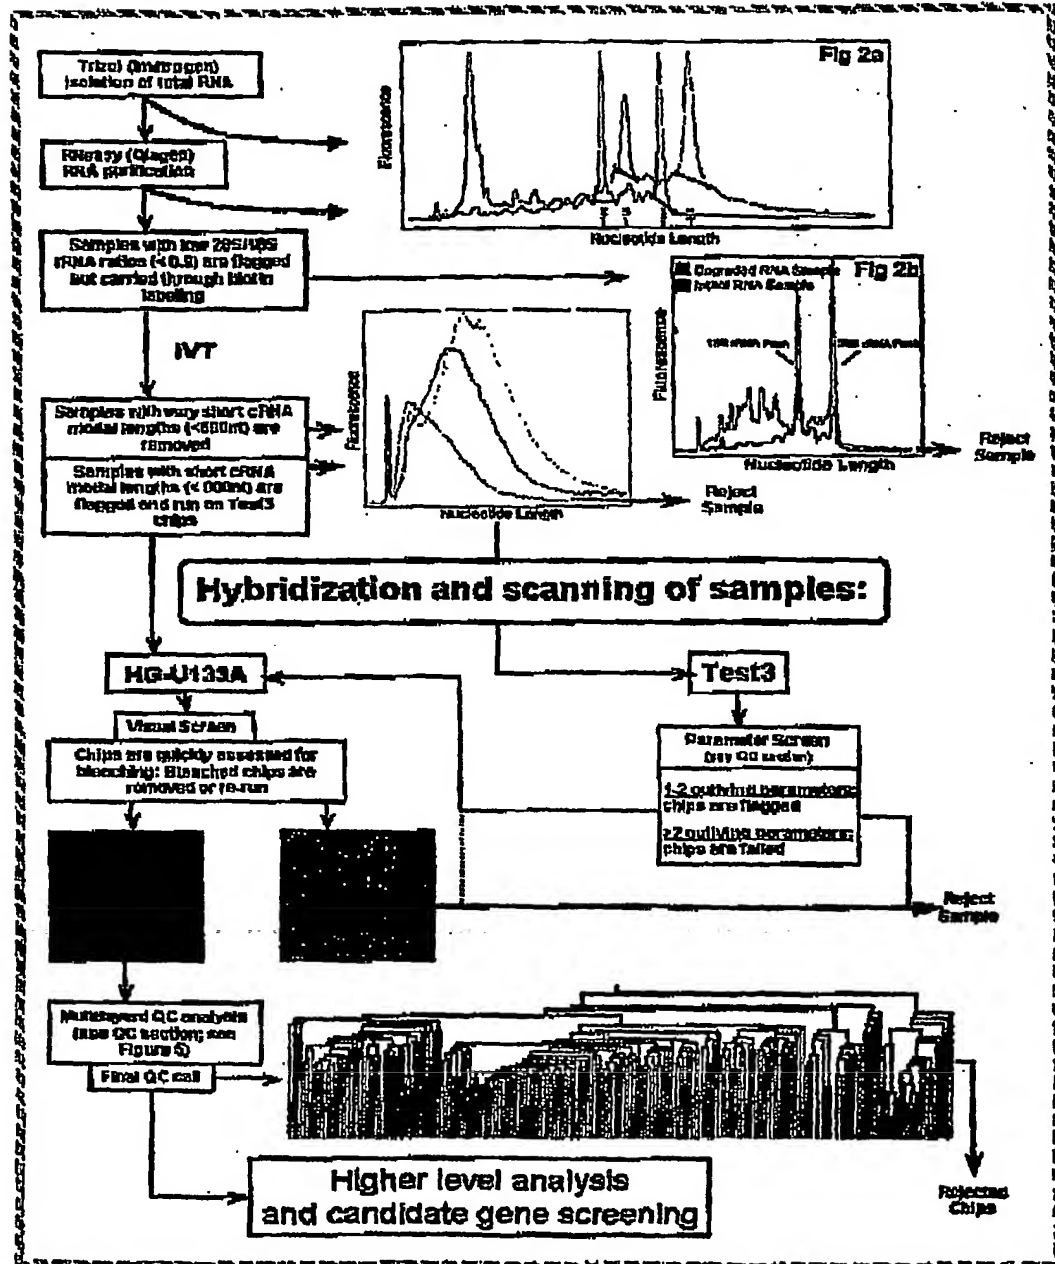 Trizol (Invitrogen)
isolation of total RNA
Fig 2a
Fluorescence
Nucleotide Length
RNeasy (Qiagen)
RNA purification
Samples with low 28S/18S
rRNA ratios (<0.8) are flagged
but carried through biotin
labeling
Degraded RNA Sample
Intact RNA Sample
Fig 2b
18S rRNA Peak
28S rRNA Peak
Fluorescence
Nucleotide Length
Reject
Sample
IVT
Fluorescence
Nucleotide Length
Reject
Sample
Samples with very short cRNA
modal lengths (<500nt) are
removed
Samples with short cRNA
modal lengths (< nt) are
flagged and run on Test3
chips
Hybridization and scanning of samples:
HG-U133A
Test3
Visual Screen
Chips are quickly assessed for
bleaching: Bleached chips are
removed or re-run
Parameter Screen
(see QC section)
1-2 outlying parameters:
chips are flagged
>2 outlying parameters:
chips are failed
Reject
Sample
Multilayered QC analysis
(see QC section; see
Figure 5)
Final QC call
Higher level analysis
and candidate gene screening
Rejected
Chips